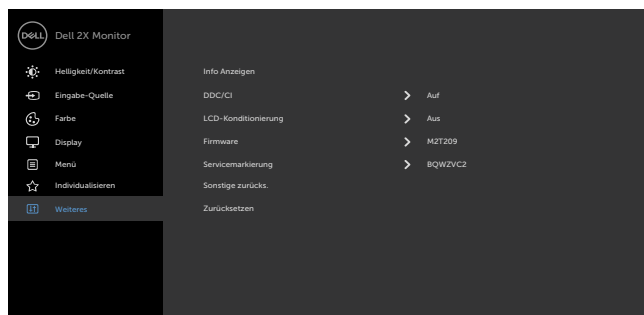 DELL Dell 2X Monitor
Helligkeit/Kontrast Info Anzeigen
Eingabe-Quelle DDC/CI Auf
Farbe LCD-Konditionierung Aus
Display Firmware M2T209
Menü Servicemarkierung BQWZVC2
Individualisieren Sonstige zurücks.
Weiteres Zurücksetzen